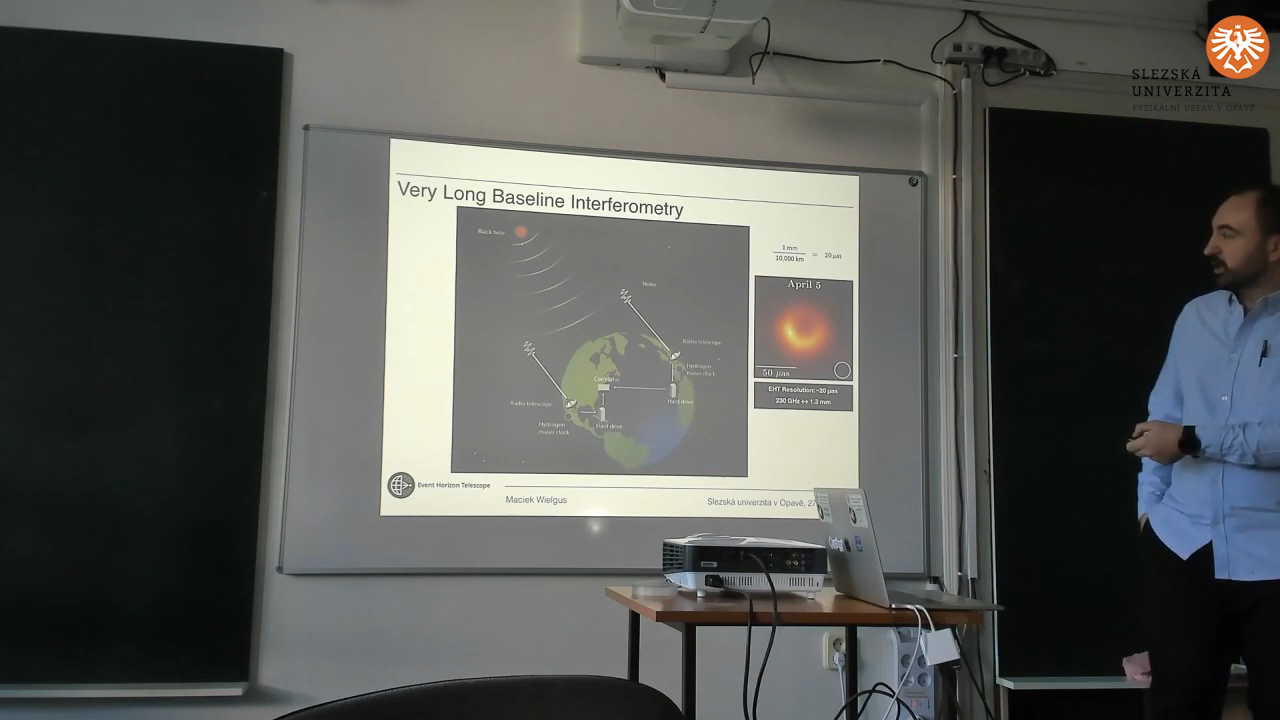 SLEZSKÁ
UNIVERZITA
FYZIKÁLNÍ ÚSTAV V OPAVĚ
Very Long Baseline Interferometry
Black hole
Noise
1 mm
10,000 km
= 20 μas
April 5
50 μas
EHT Resolution: ~20 μas
230 GHz ↔ 1.3 mm
Radio telescope
Hydrogen
maser clock
Correlator
Hard drive
Radio telescope
Hydrogen
maser clock
Hard drive
Event Horizon Telescope
Maciek Wielgus
Slezská univerzita v Opavě, 27